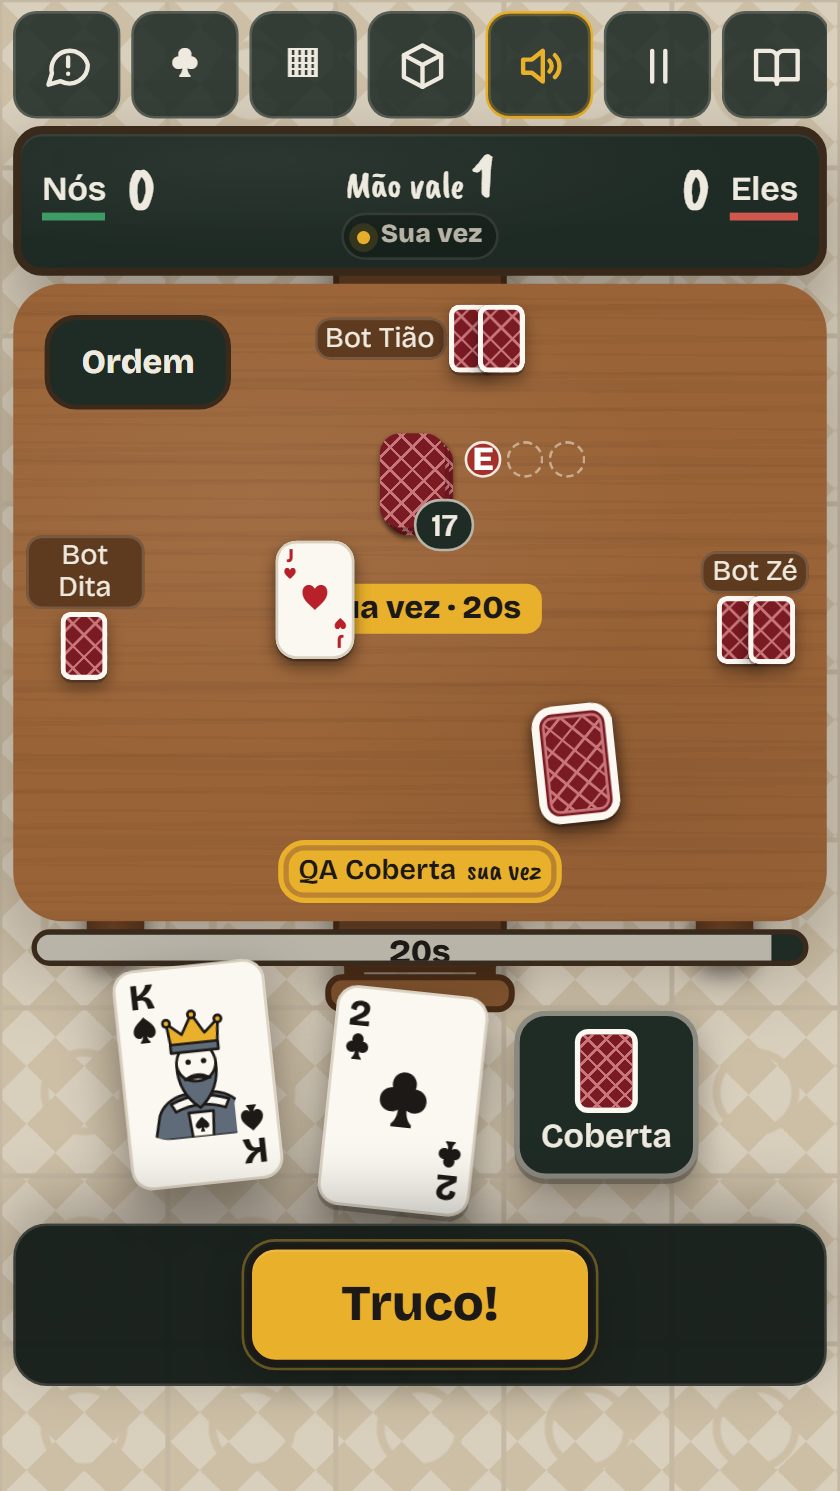 Nós 0
Mão vale 1
0 Eles
Sua vez
Ordem
Bot Tião
E
17
Bot
Dita
Bot Zé
J
J
ua vez · 20s
QA Coberta sua vez
20s
K
K
2
2
Coberta
Truco!